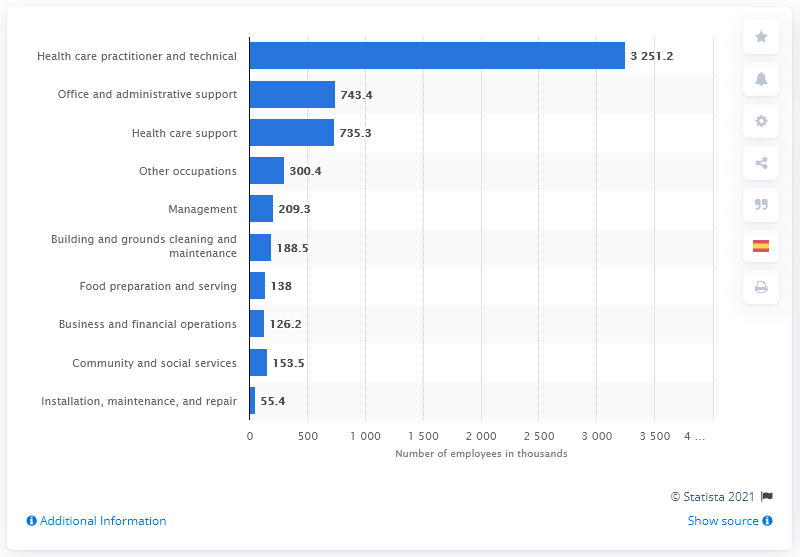 Health care practitioner and technical 3 251.2
Office and administrative support 743.4
Health care support 735.3
Other occupations 300.4
Management 209.3
Building and grounds cleaning and
maintenance 188.5
Food preparation and serving 138
Business and financial operations 126.2
Community and social services 153.5
Installation, maintenance, and repair 55.4
0 500 1 000 1 500 2 000 2 500 3 000 3 500 4 ...
Number of employees in thousands
© Statista 2021
Additional Information
Show source